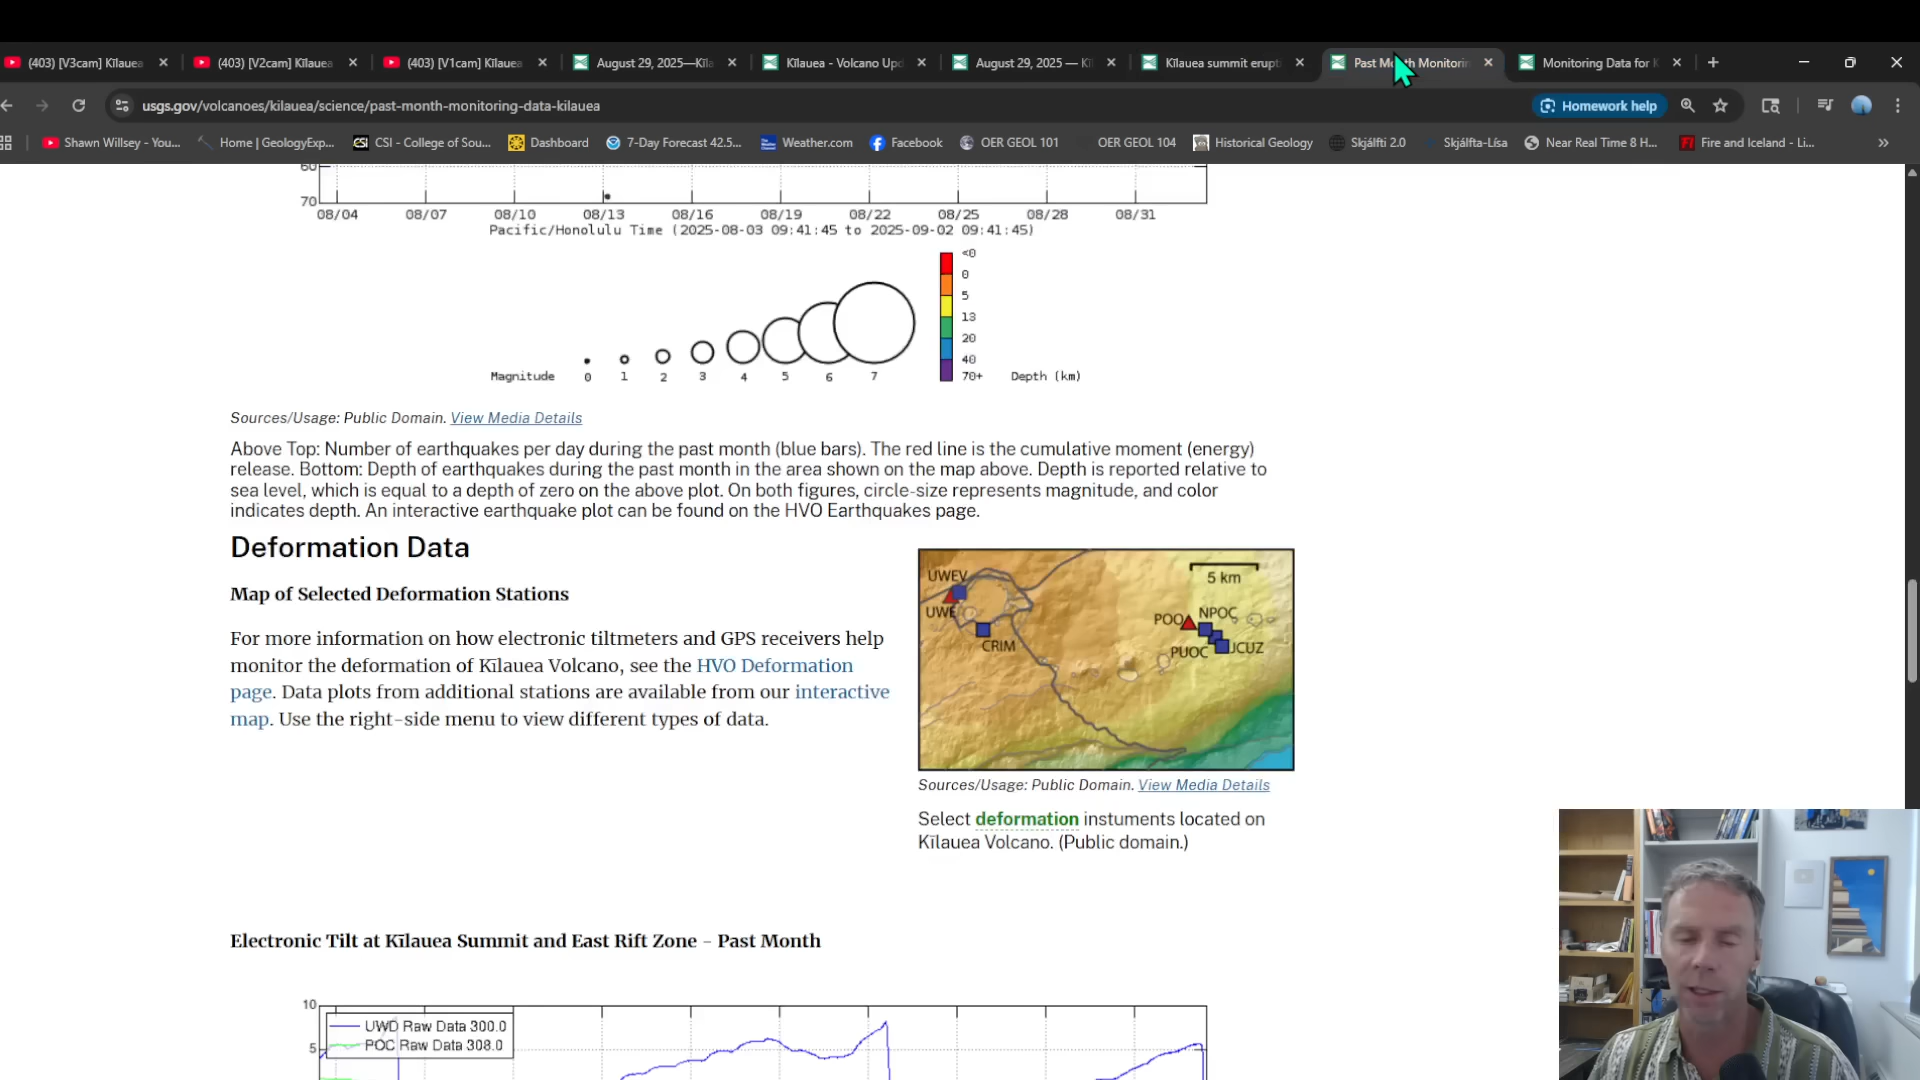 (403) [V3cam] Kīlauea
(403) [V2cam] Kīlauea
(403) [V1cam] Kīlauea
August 29, 2025—Kīla
Kīlauea - Volcano Upd
August 29, 2025 — Kī
Kīlauea summit erupti
Past Month Monitorin
Monitoring Data for K
usgs.gov/volcanoes/kilauea/science/past-month-monitoring-data-kilauea
Homework help
Shawn Willsey - You...
Home | GeologyExp...
CSI - College of Sou...
Dashboard
7-Day Forecast 42.5...
Weather.com
Facebook
OER GEOL 101
OER GEOL 104
Historical Geology
Skjálfti 2.0
Skjálfta-Lísa
Near Real Time 8 H...
Fire and Iceland - Li...
»
60
70
08/04 08/07 08/10 08/13 08/16 08/19 08/22 08/25 08/28 08/31
Pacific/Honolulu Time (2025-08-03 09:41:45 to 2025-09-02 09:41:45)
<0
0
5
13
20
40
70+ Depth (km)
Magnitude 0 1 2 3 4 5 6 7
Sources/Usage: Public Domain. View Media Details
Above Top: Number of earthquakes per day during the past month (blue bars). The red line is the cumulative moment (energy)
release. Bottom: Depth of earthquakes during the past month in the area shown on the map above. Depth is reported relative to
sea level, which is equal to a depth of zero on the above plot. On both figures, circle-size represents magnitude, and color
indicates depth. An interactive earthquake plot can be found on the HVO Earthquakes page.
Deformation Data
Map of Selected Deformation Stations
For more information on how electronic tiltmeters and GPS receivers help
monitor the deformation of Kīlauea Volcano, see the HVO Deformation
page. Data plots from additional stations are available from our interactive
map. Use the right-side menu to view different types of data.
UWEV
UWE
CRIM
5 km
POO
NPOC
PUOC
JCUZ
Sources/Usage: Public Domain. View Media Details
Select deformation instuments located on
Kīlauea Volcano. (Public domain.)
Electronic Tilt at Kīlauea Summit and East Rift Zone - Past Month
10
5
UWD Raw Data 300.0
POC Raw Data 308.0